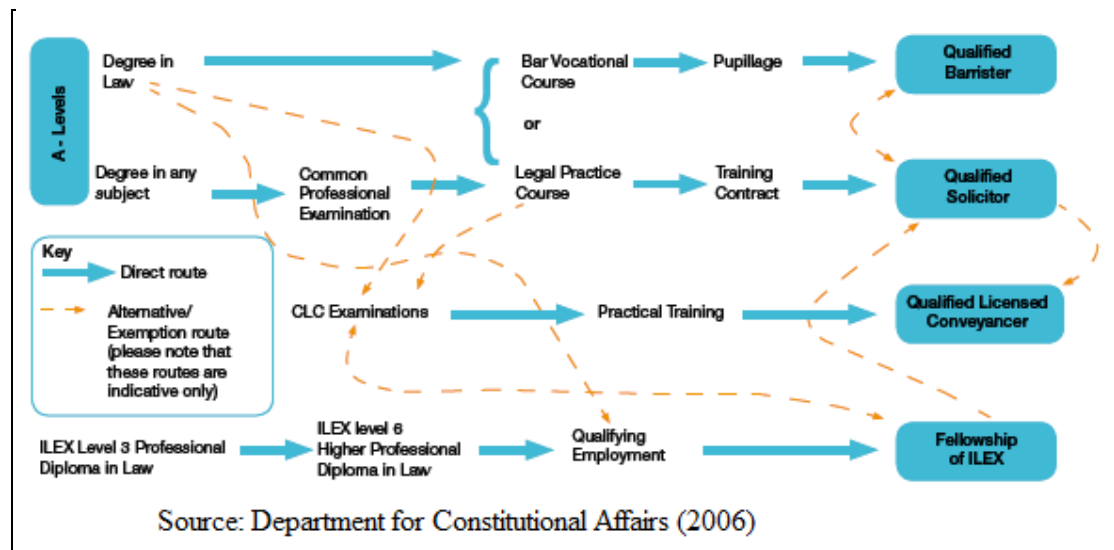 A - Levels
Degree in
Law
Bar Vocational
Course
Pupillage
Qualified
Barrister
or
Degree in any
subject
Common
Professional
Examination
Legal Practice
Course
Training
Contract
Qualified
Solicitor
Key
Direct route
Alternative/
Exemption route
(please note that
these routes are
indicative only)
CLC Examinations
Practical Training
Qualified Licensed
Conveyancer
ILEX Level 3 Professional
Diploma in Law
ILEX level 6
Higher Professional
Diploma in Law
Qualifying
Employment
Fellowship
of ILEX
Source: Department for Constitutional Affairs (2006)